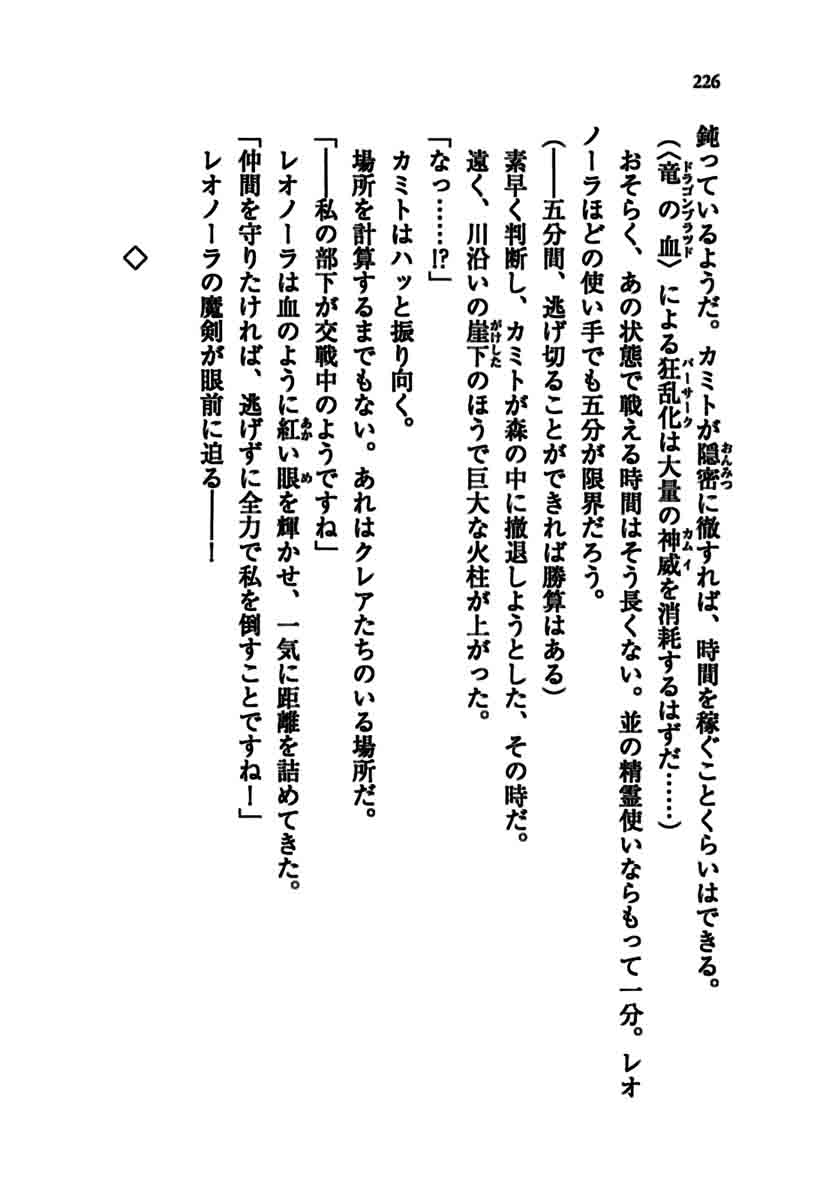 226
鈍っているようだ。カミトが隠密に徹すれば、時間を稼ぐことくらいはできる。
（〈竜の血〉による狂乱化は大量の神威を消耗するはずだ……）
おそらく、あの状態で戦える時間はそう長くない。並の精霊使いならもって一分。レオ
ノーラほどの使い手でも五分が限界だろう。
（――五分間、逃げ切ることができれば勝算はある）
素早く判断し、カミトが森の中に撤退しようとした、その時だ。
遠く、川沿いの崖下のほうで巨大な火柱が上がった。
「なっ……!?」
カミトはハッと振り向く。
場所を計算するまでもない。あれはクレアたちのいる場所だ。
「――私の部下が交戦中のようですね」
レオノーラは血のように紅い眼を輝かせ、一気に距離を詰めてきた。
「仲間を守りたければ、逃げずに全力で私を倒すことですね！」
レオノーラの魔剣が眼前に迫る――！
◇